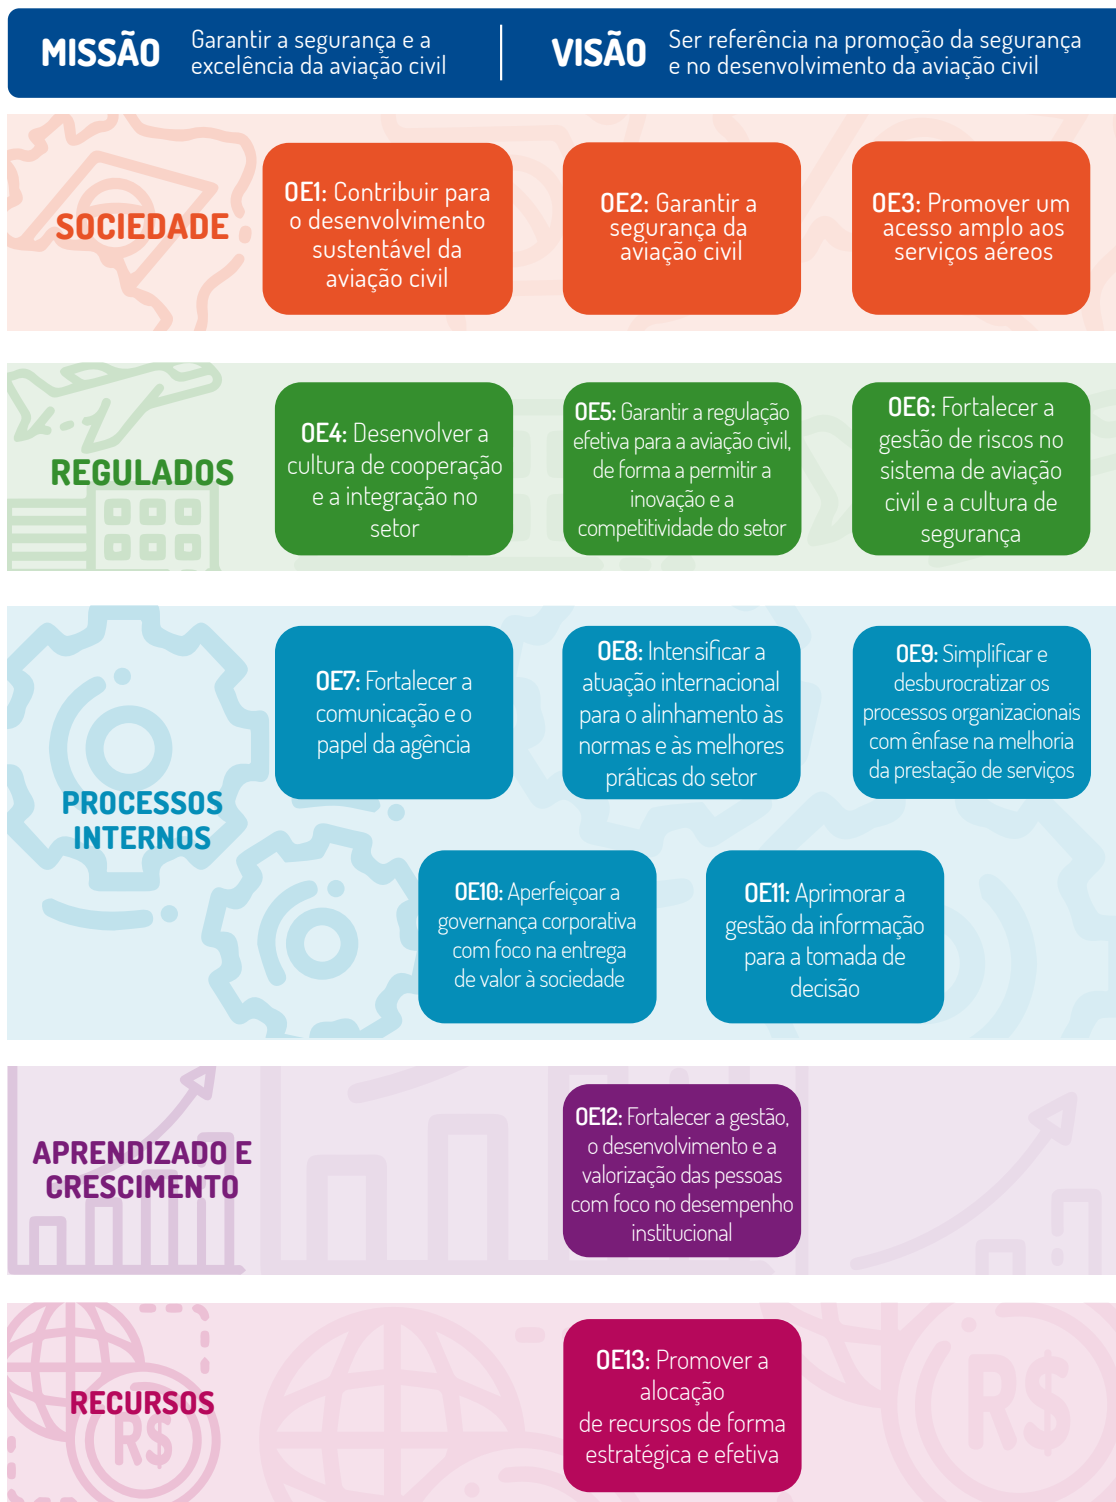 MISSÃO
Garantir a segurança e a
excelência da aviação civil
VISÃO
Ser referência na promoção da segurança
e no desenvolvimento da aviação civil
SOCIEDADE
OE1: Contribuir para
o desenvolvimento
sustentável da
aviação civil
OE2: Garantir a
segurança da
aviação civil
OE3: Promover um
acesso amplo aos
serviços aéreos
REGULADOS
OE4: Desenvolver a
cultura de cooperação
e a integração no
setor
OE5: Garantir a regulação
efetiva para a aviação civil,
de forma a permitir a
inovação e a
competitividade do setor
OE6: Fortalecer a
gestão de riscos no
sistema de aviação
civil e a cultura de
segurança
PROCESSOS
INTERNOS
OE7: Fortalecer a
comunicação e o
papel da agência
OE8: Intensificar a
atuação internacional
para o alinhamento às
normas e às melhores
práticas do setor
OE9: Simplificar e
desburocratizar os
processos organizacionais
com ênfase na melhoria
da prestação de serviços
OE10: Aperfeiçoar a
governança corporativa
com foco na entrega
de valor à sociedade
OE11: Aprimorar a
gestão da informação
para a tomada de
decisão
APRENDIZADO E
CRESCIMENTO
OE12: Fortalecer a gestão,
o desenvolvimento e a
valorização das pessoas
com foco no desempenho
institucional
RECURSOS
R$
OE13: Promover a
alocação
de recursos de forma
estratégica e efetiva
R$